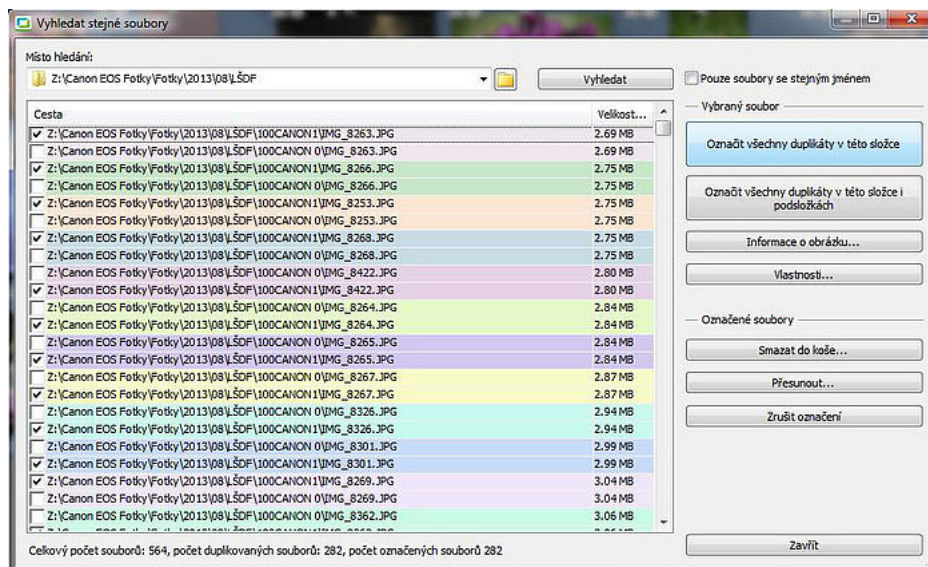 Vyhledat stejné soubory
Místo hledání:
Z:\Canon EOS Fotky\Fotky\2013\08\LŠDF
Vyhledat
Pouze soubory se stejným jménem
Cesta
Velikost...
Z:\Canon EOS Fotky\Fotky\2013\08\LŠDF\100CANON1\IMG_8263.JPG 2.69 MB
Z:\Canon EOS Fotky\Fotky\2013\08\LŠDF\100CANON 0\IMG_8263.JPG 2.69 MB
Z:\Canon EOS Fotky\Fotky\2013\08\LŠDF\100CANON1\IMG_8266.JPG 2.75 MB
Z:\Canon EOS Fotky\Fotky\2013\08\LŠDF\100CANON 0\IMG_8266.JPG 2.75 MB
Z:\Canon EOS Fotky\Fotky\2013\08\LŠDF\100CANON1\IMG_8253.JPG 2.75 MB
Z:\Canon EOS Fotky\Fotky\2013\08\LŠDF\100CANON 0\IMG_8253.JPG 2.75 MB
Z:\Canon EOS Fotky\Fotky\2013\08\LŠDF\100CANON1\IMG_8268.JPG 2.75 MB
Z:\Canon EOS Fotky\Fotky\2013\08\LŠDF\100CANON 0\IMG_8268.JPG 2.75 MB
Z:\Canon EOS Fotky\Fotky\2013\08\LŠDF\100CANON 0\IMG_8422.JPG 2.80 MB
Z:\Canon EOS Fotky\Fotky\2013\08\LŠDF\100CANON1\IMG_8422.JPG 2.80 MB
Z:\Canon EOS Fotky\Fotky\2013\08\LŠDF\100CANON 0\IMG_8264.JPG 2.84 MB
Z:\Canon EOS Fotky\Fotky\2013\08\LŠDF\100CANON1\IMG_8264.JPG 2.84 MB
Z:\Canon EOS Fotky\Fotky\2013\08\LŠDF\100CANON 0\IMG_8265.JPG 2.84 MB
Z:\Canon EOS Fotky\Fotky\2013\08\LŠDF\100CANON1\IMG_8265.JPG 2.84 MB
Z:\Canon EOS Fotky\Fotky\2013\08\LŠDF\100CANON 0\IMG_8267.JPG 2.87 MB
Z:\Canon EOS Fotky\Fotky\2013\08\LŠDF\100CANON1\IMG_8267.JPG 2.87 MB
Z:\Canon EOS Fotky\Fotky\2013\08\LŠDF\100CANON 0\IMG_8326.JPG 2.94 MB
Z:\Canon EOS Fotky\Fotky\2013\08\LŠDF\100CANON1\IMG_8326.JPG 2.94 MB
Z:\Canon EOS Fotky\Fotky\2013\08\LŠDF\100CANON 0\IMG_8301.JPG 2.99 MB
Z:\Canon EOS Fotky\Fotky\2013\08\LŠDF\100CANON1\IMG_8301.JPG 2.99 MB
Z:\Canon EOS Fotky\Fotky\2013\08\LŠDF\100CANON1\IMG_8269.JPG 3.04 MB
Z:\Canon EOS Fotky\Fotky\2013\08\LŠDF\100CANON 0\IMG_8269.JPG 3.04 MB
Z:\Canon EOS Fotky\Fotky\2013\08\LŠDF\100CANON 0\IMG_8362.JPG 3.06 MB
Celkový počet souborů: 564, počet duplikovaných souborů: 282, počet označených souborů 282
Vybraný soubor
Označit všechny duplikáty v této složce
Označit všechny duplikáty v této složce i
podsložkách
Informace o obrázku...
Vlastnosti...
Označené soubory
Smazat do koše...
Přesunout...
Zrušit označení
Zavřít